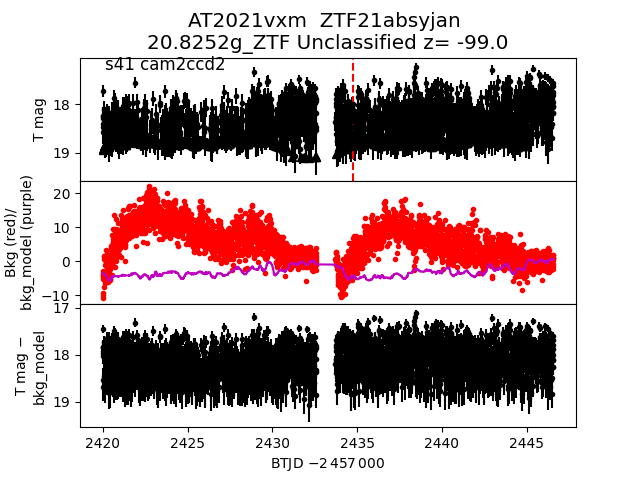 AT2021vxm  ZTF21absyjan
20.8252g_ZTF Unclassified z= -99.0
s41 cam2ccd2
T mag
18
19
Bkg (red)/
bkg_model (purple)
20
10
0
−10
T mag −
bkg_model
17
18
19
2420
2425
2430
2435
2440
2445
BTJD −2 457 000